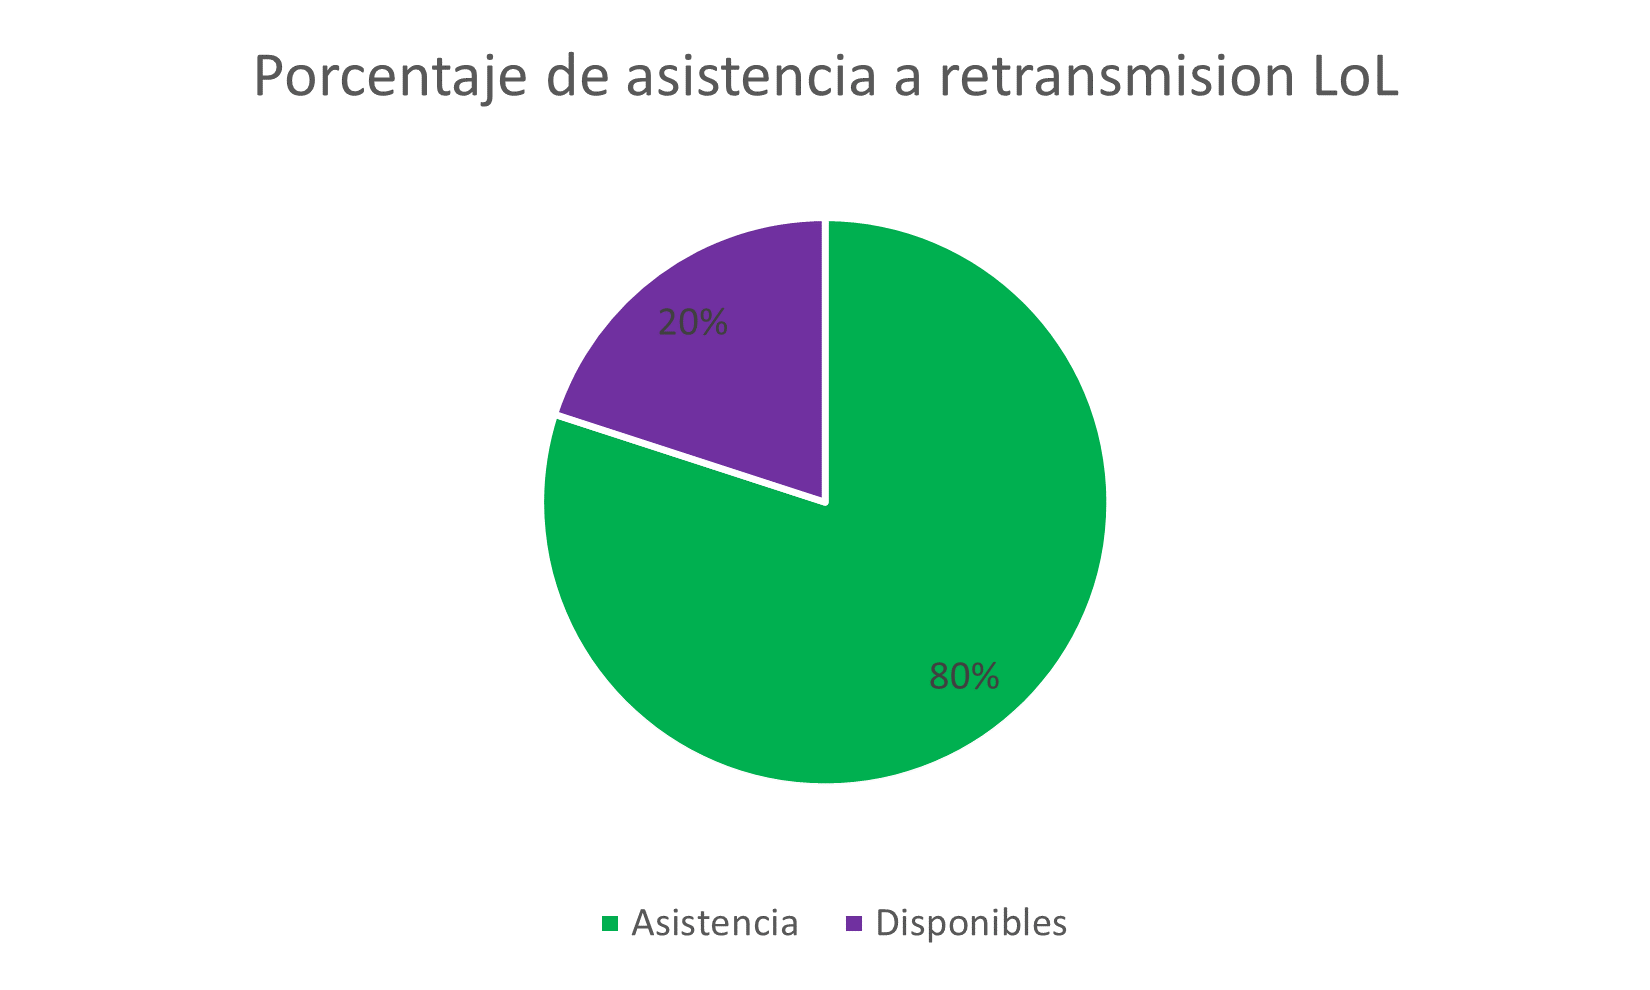 Porcentaje de asistencia a retransmision LoL
20%
80%
Asistencia Disponibles